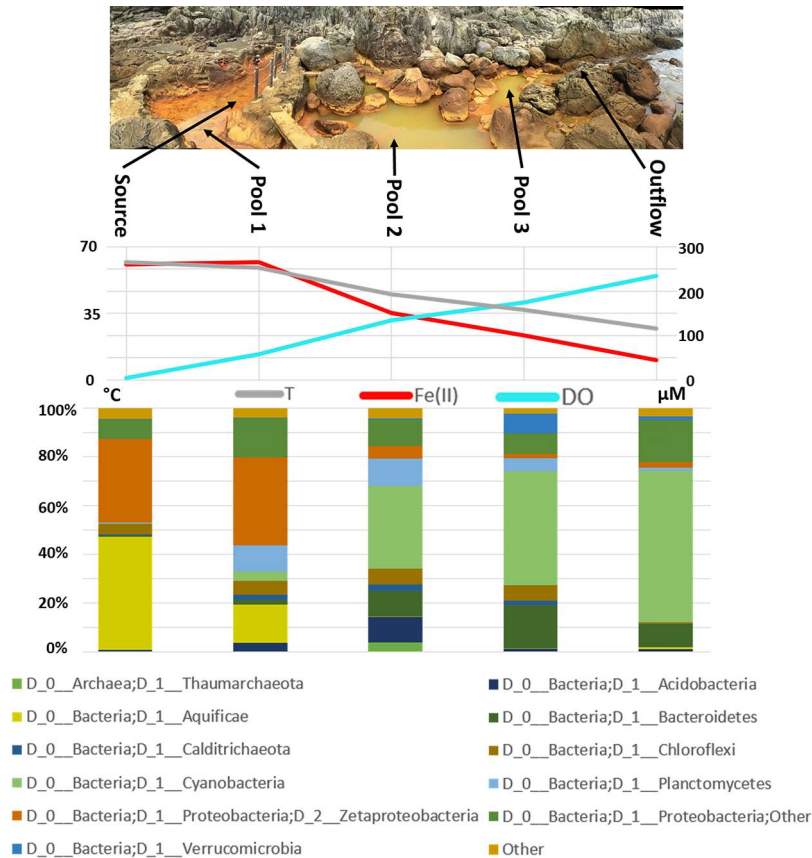 Source
Pool 1
Pool 2
Pool 3
Outflow
70
300
35
200
100
0
0
°C
T
Fe(II)
DO
µM
100%
80%
60%
40%
20%
0%
D_0__Archaea;D_1__Thaumarchaeota
D_0__Bacteria;D_1__Acidobacteria
D_0__Bacteria;D_1__Aquificae
D_0__Bacteria;D_1__Bacteroidetes
D_0__Bacteria;D_1__Calditrichaeota
D_0__Bacteria;D_1__Chloroflexi
D_0__Bacteria;D_1__Cyanobacteria
D_0__Bacteria;D_1__Planctomycetes
D_0__Bacteria;D_1__Proteobacteria;D_2__Zetaproteobacteria
D_0__Bacteria;D_1__Proteobacteria;Other
D_0__Bacteria;D_1__Verrucomicrobia
Other